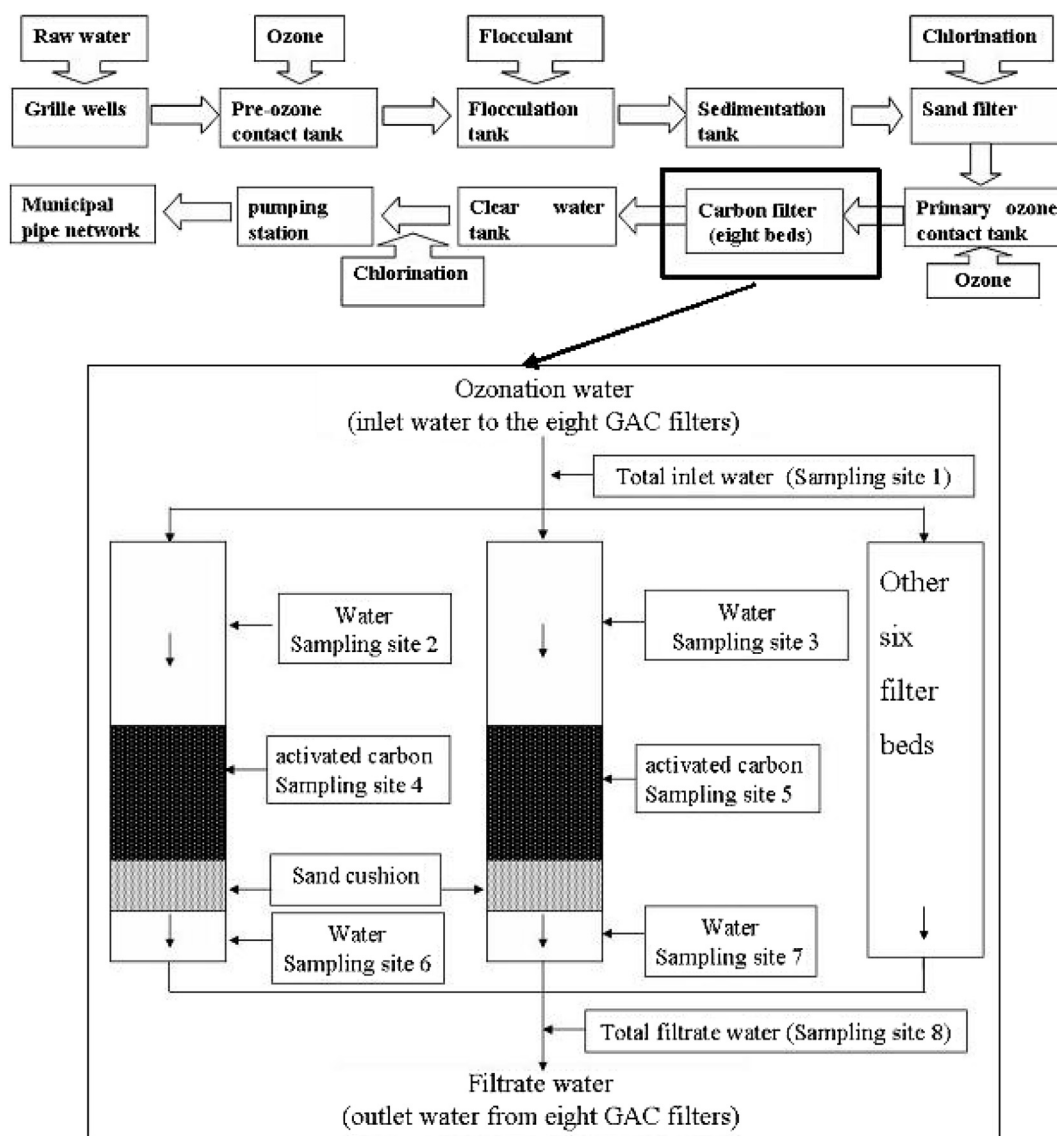 Raw water
Ozone
Flocculant
Chlorination
Grille wells
Pre-ozone
contact tank
Flocculation
tank
Sedimentation
tank
Sand filter
Municipal
pipe network
pumping
station
Clear water
tank
Carbon filter
(eight beds)
Primary ozone
contact tank
Chlorination
Ozone
Ozonation water
(inlet water to the eight GAC filters)
Total inlet water (Sampling site 1)
Water
Sampling site 2
Water
Sampling site 3
Other
six
filter
beds
activated carbon
Sampling site 4
activated carbon
Sampling site 5
Sand cushion
Water
Sampling site 6
Water
Sampling site 7
Total filtrate water (Sampling site 8)
Filtrate water
(outlet water from eight GAC filters)